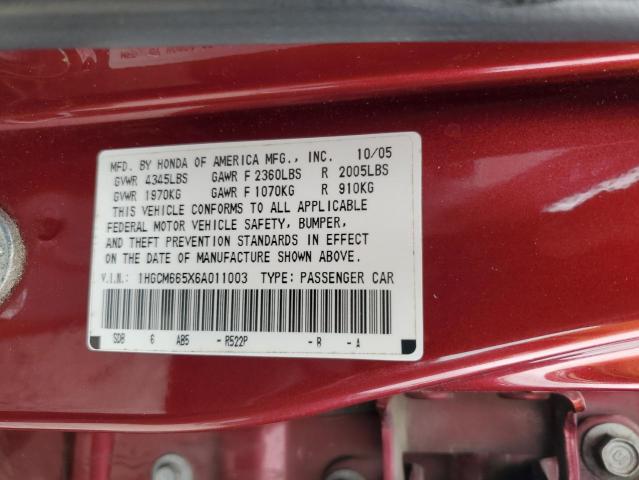 MFD. BY HONDA OF AMERICA MFG., INC. 10/05
GVWR 4345LBS GAWR F 2360LBS R 2005LBS
GVWR 1970KG GAWR F 1070KG R 910KG
THIS VEHICLE CONFORMS TO ALL APPLICABLE
FEDERAL MOTOR VEHICLE SAFETY, BUMPER,
AND THEFT PREVENTION STANDARDS IN EFFECT
ON THE DATE OF MANUFACTURE SHOWN ABOVE.
V.I.N.: 1HGCM665X6A011003 TYPE: PASSENGER CAR
SDB 6 AB5 - R522P - B - A